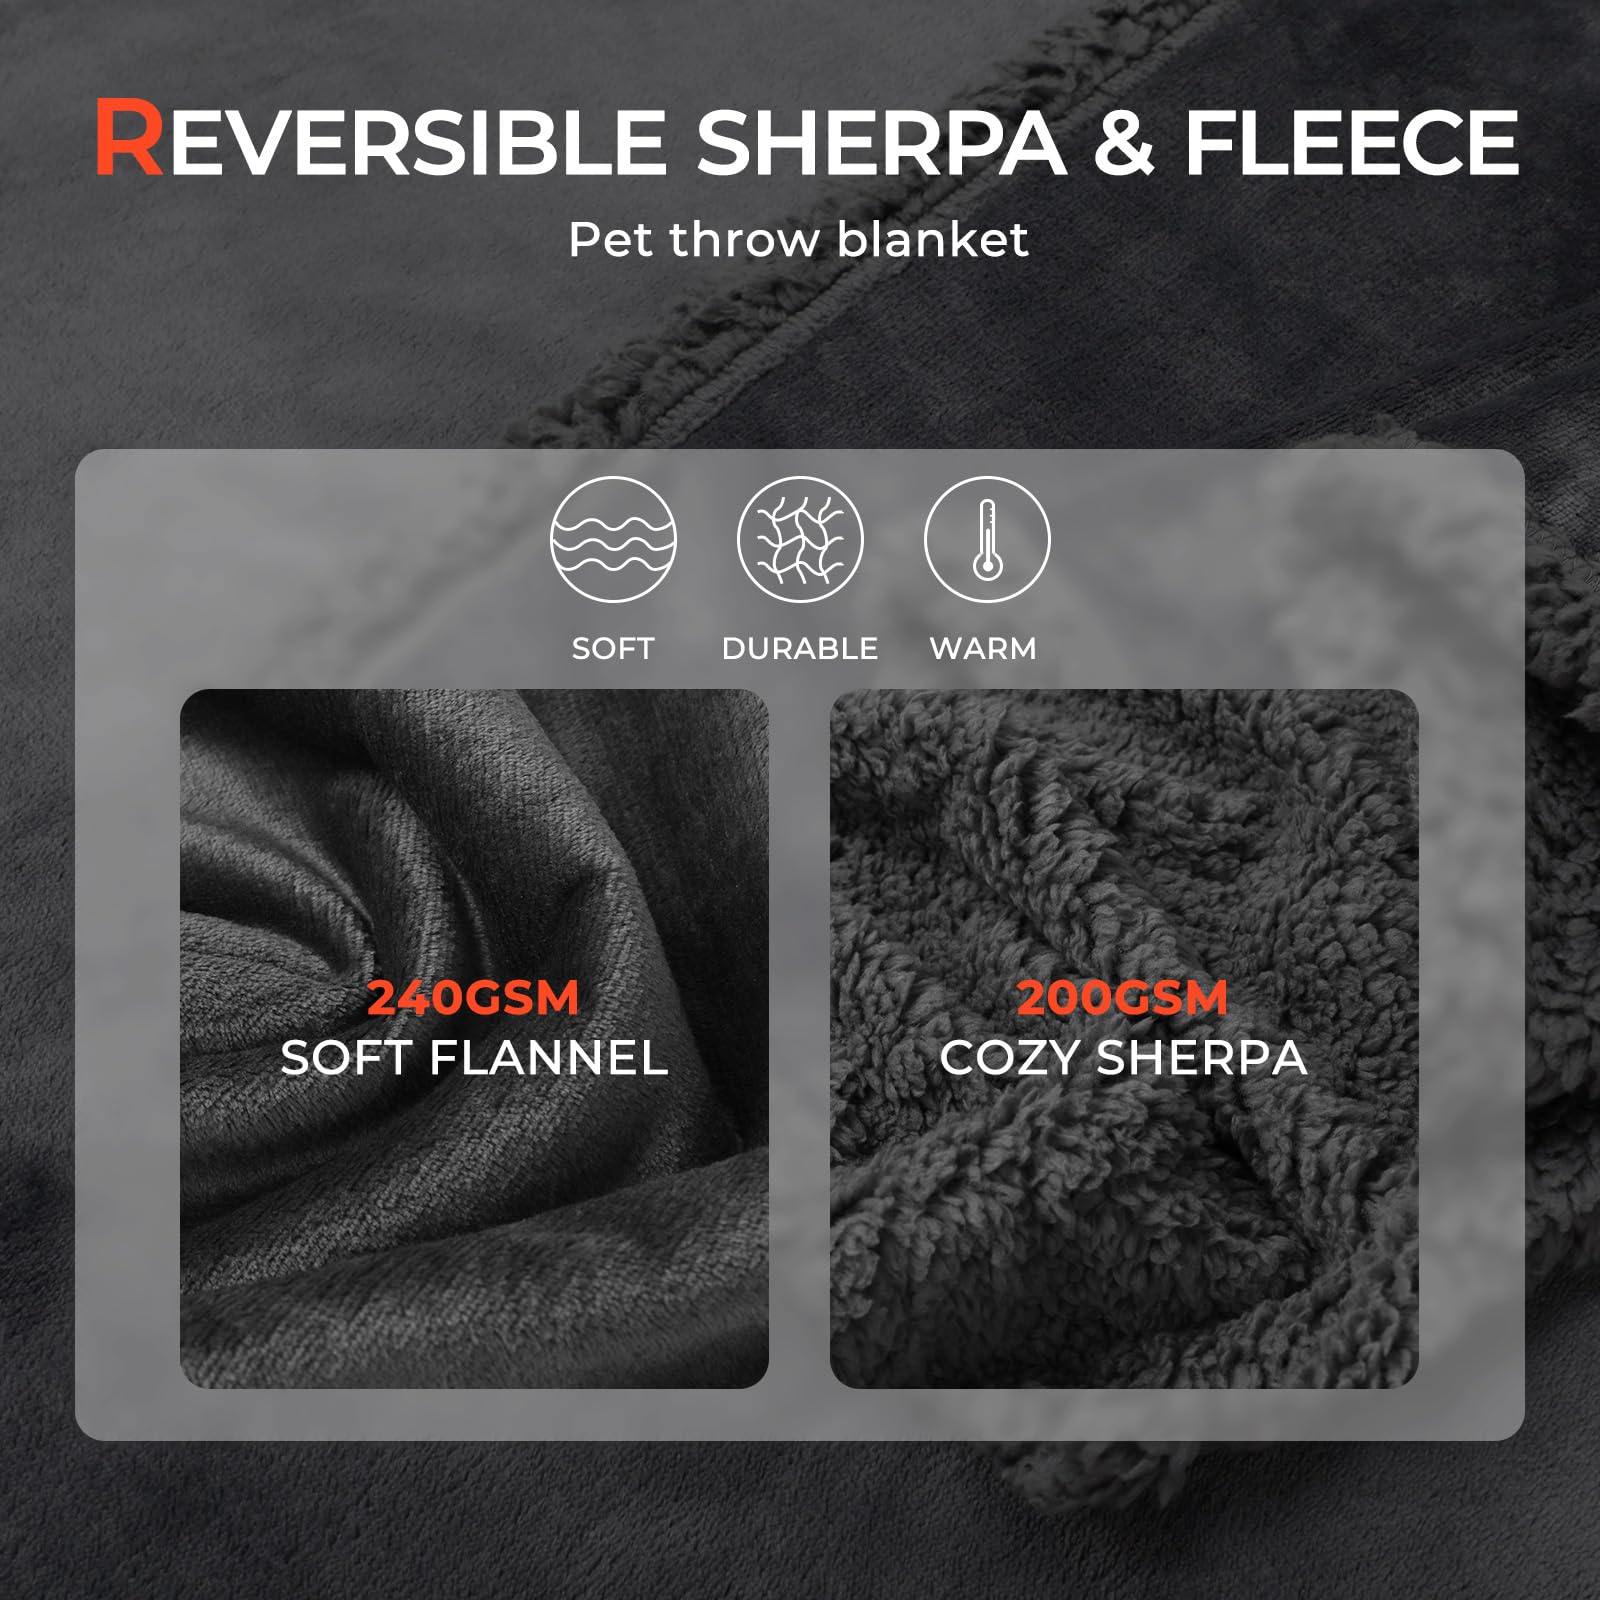 REVERSIBLE SHERPA & FLEECE
Pet throw blanket
SOFT
DURABLE
WARM
240GSM
SOFT FLANNEL
200GSM
COZY SHERPA